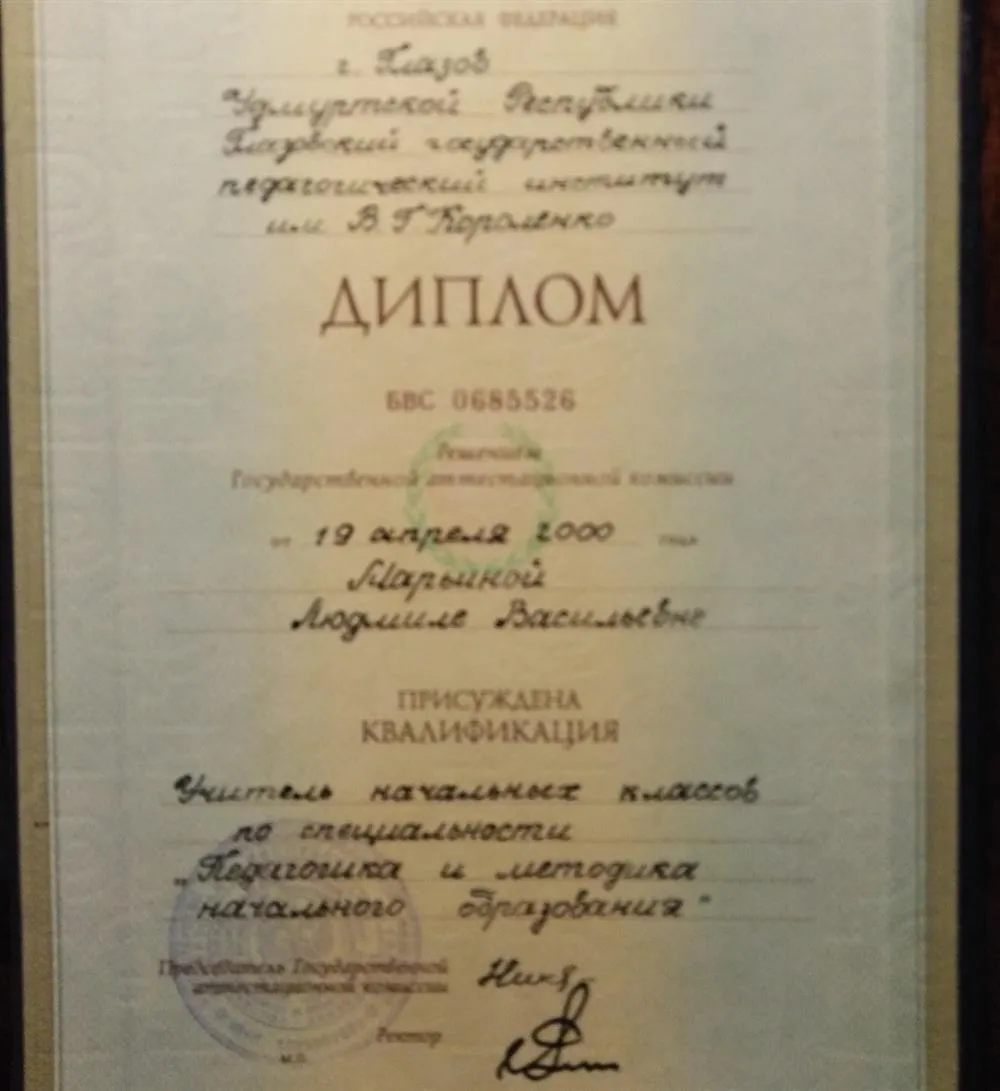 РОССИЙСКАЯ ФЕДЕРАЦИЯ
г. Глазов
Удмуртской Республики
Глазовский государственный
педагогический институт
им. В. Г. Короленко
ДИПЛОМ
БВС 0685526
Решением
Государственной аттестационной комиссии
от 19 апреля 2000 года
Марьиной
Людмиле Васильевне
ПРИСУЖДЕНА
КВАЛИФИКАЦИЯ
Учитель начальных классов
по специальности
„Педагогика и методика
начального образования"
Председатель Государственной
аттестационной комиссии
Ректор
М.П.